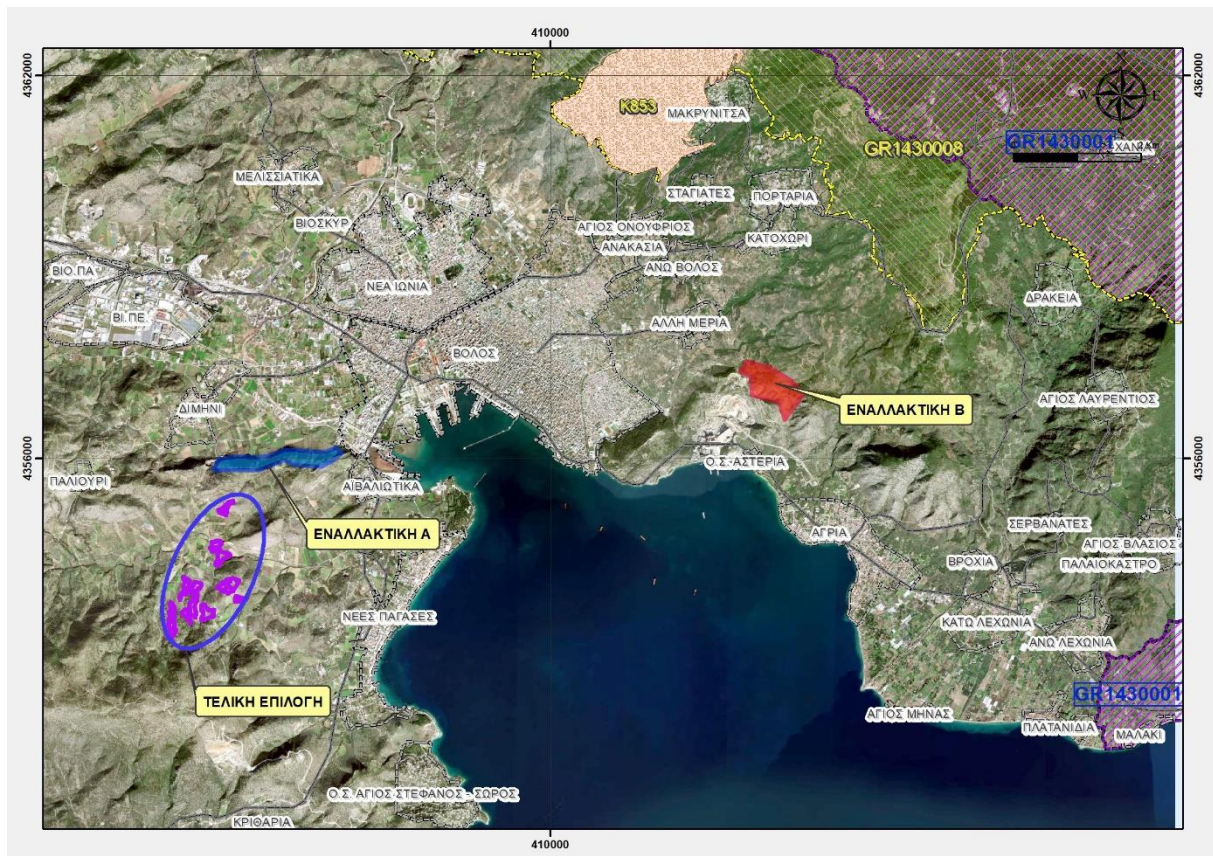 410000
4362000
4362000
K853
ΜΑΚΡΥΝΙΤΣΑ
GR1430008
GR1430001
ΜΕΛΙΣΣΙΑΤΙΚΑ
ΣΤΑΓΙΑΤΕΣ
ΠΟΡΤΑΡΙΑ
ΒΙΟΣΚΥΡ
ΑΓΙΟΣ ΟΝΟΥΦΡΙΟΣ
ΚΑΤΟΧΩΡΙ
ΑΝΑΚΑΣΙΑ
ΒΙΟ.ΠΑ
ΑΝΩ ΒΟΛΟΣ
ΝΕΑ ΙΩΝΙΑ
ΔΡΑΚΕΙΑ
ΒΙ.ΠΕ.
ΑΛΛΗ ΜΕΡΙΑ
ΒΟΛΟΣ
ΑΓΙΟΣ ΛΑΥΡΕΝΤΙΟΣ
ΔΙΜΗΝΙ
ΕΝΑΛΛΑΚΤΙΚΗ Β
4356000
4356000
Ο.Σ.-ΑΣΤΕΡΙΑ
ΠΑΛΙΟΥΡΙ
ΑΪΒΑΛΙΩΤΙΚΑ
ΕΝΑΛΛΑΚΤΙΚΗ Α
ΣΕΡΒΑΝΑΤΕΣ
ΑΓΡΙΑ
ΑΓΙΟΣ ΒΛΑΣΙΟΣ
ΒΡΟΧΙΑ
ΠΑΛΑΙΟΚΑΣΤΡΟ
ΝΕΕΣ ΠΑΓΑΣΕΣ
ΚΑΤΩ ΛΕΧΩΝΙΑ
ΑΝΩ ΛΕΧΩΝΙΑ
ΤΕΛΙΚΗ ΕΠΙΛΟΓΗ
GR1430001
ΑΓΙΟΣ ΜΗΝΑΣ
ΠΛΑΤΑΝΙΔΙΑ
ΜΑΛΑΚΙ
Ο.Σ. ΑΓΙΟΣ ΣΤΕΦΑΝΟΣ - ΣΩΡΟΣ
ΚΡΙΘΑΡΙΑ
410000